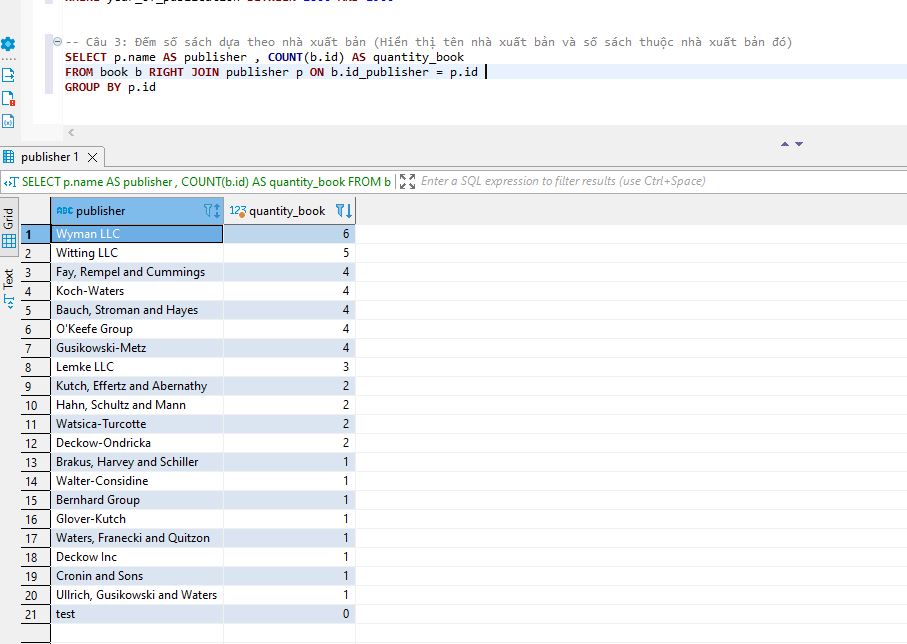 -- Câu 3: Đếm số sách dựa theo nhà xuất bản (Hiển thị tên nhà xuất bản và số sách thuộc nhà xuất bản đó)
SELECT p.name AS publisher , COUNT(b.id) AS quantity_book
FROM book b RIGHT JOIN publisher p ON b.id_publisher = p.id
GROUP BY p.id
publisher 1
SELECT p.name AS publisher , COUNT(b.id) AS quantity_book FROM b
Enter a SQL expression to filter results (use Ctrl+Space)
Grid
Text
ABC publisher 123 quantity_book
1 Wyman LLC 6
2 Witting LLC 5
3 Fay, Rempel and Cummings 4
4 Koch-Waters 4
5 Bauch, Stroman and Hayes 4
6 O'Keefe Group 4
7 Gusikowski-Metz 4
8 Lemke LLC 3
9 Kutch, Effertz and Abernathy 2
10 Hahn, Schultz and Mann 2
11 Watsica-Turcotte 2
12 Deckow-Ondricka 2
13 Brakus, Harvey and Schiller 1
14 Walter-Considine 1
15 Bernhard Group 1
16 Glover-Kutch 1
17 Waters, Franecki and Quitzon 1
18 Deckow Inc 1
19 Cronin and Sons 1
20 Ullrich, Gusikowski and Waters 1
21 test 0